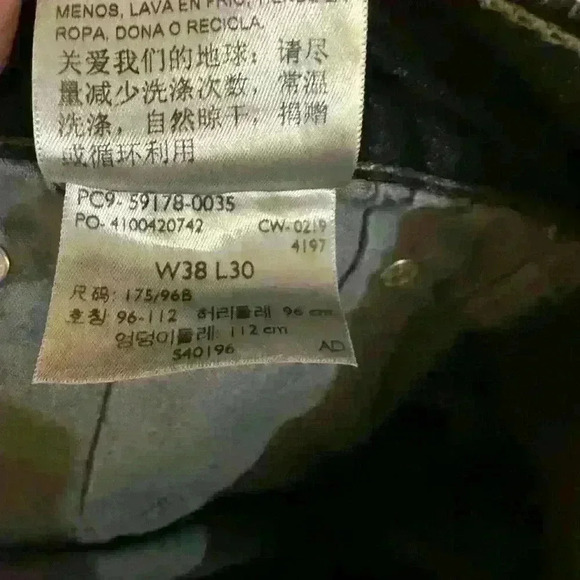 MENOS, LAVA EN FRIO, TIENDE LA
ROPA, DONA O RECICLA.
关爱我们的地球：请尽
量减少洗涤次数，常温
洗涤，自然晾干，捐赠
或循环利用
PC9- 59178-0035
PO- 4100420742 CW- 0219
4197
W38 L30
尺码: 175/96B
호칭 96-112 허리둘레 96 cm
엉덩이둘레 112 cm
S40196 AD